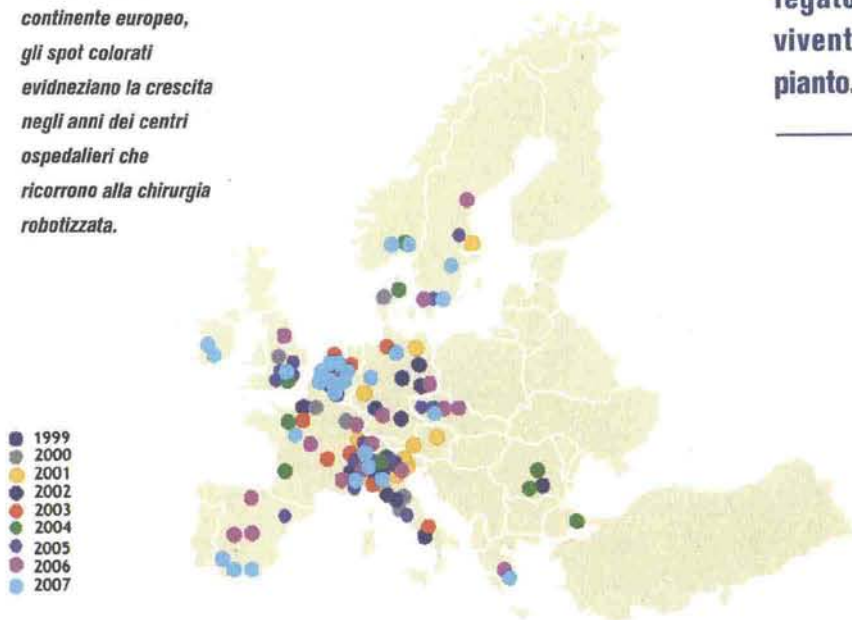 continente europeo,
gli spot colorati
evidneziano la crescita
negli anni dei centri
ospedalieri che
ricorrono alla chirurgia
robotizzata.
vivent
pianto.
1999
2000
2001
2002
2003
2004
2005
2006
2007